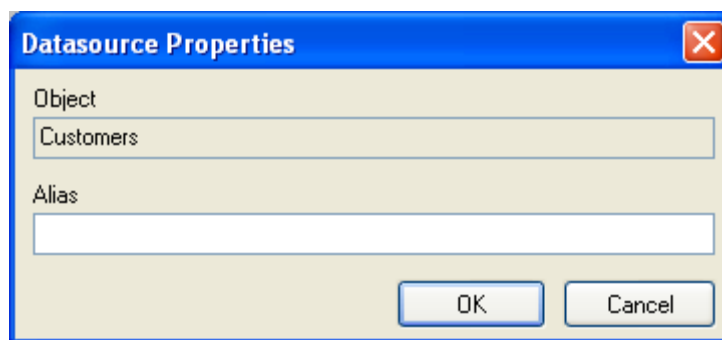 Datasource Properties
Object
Customers
Alias
OK Cancel